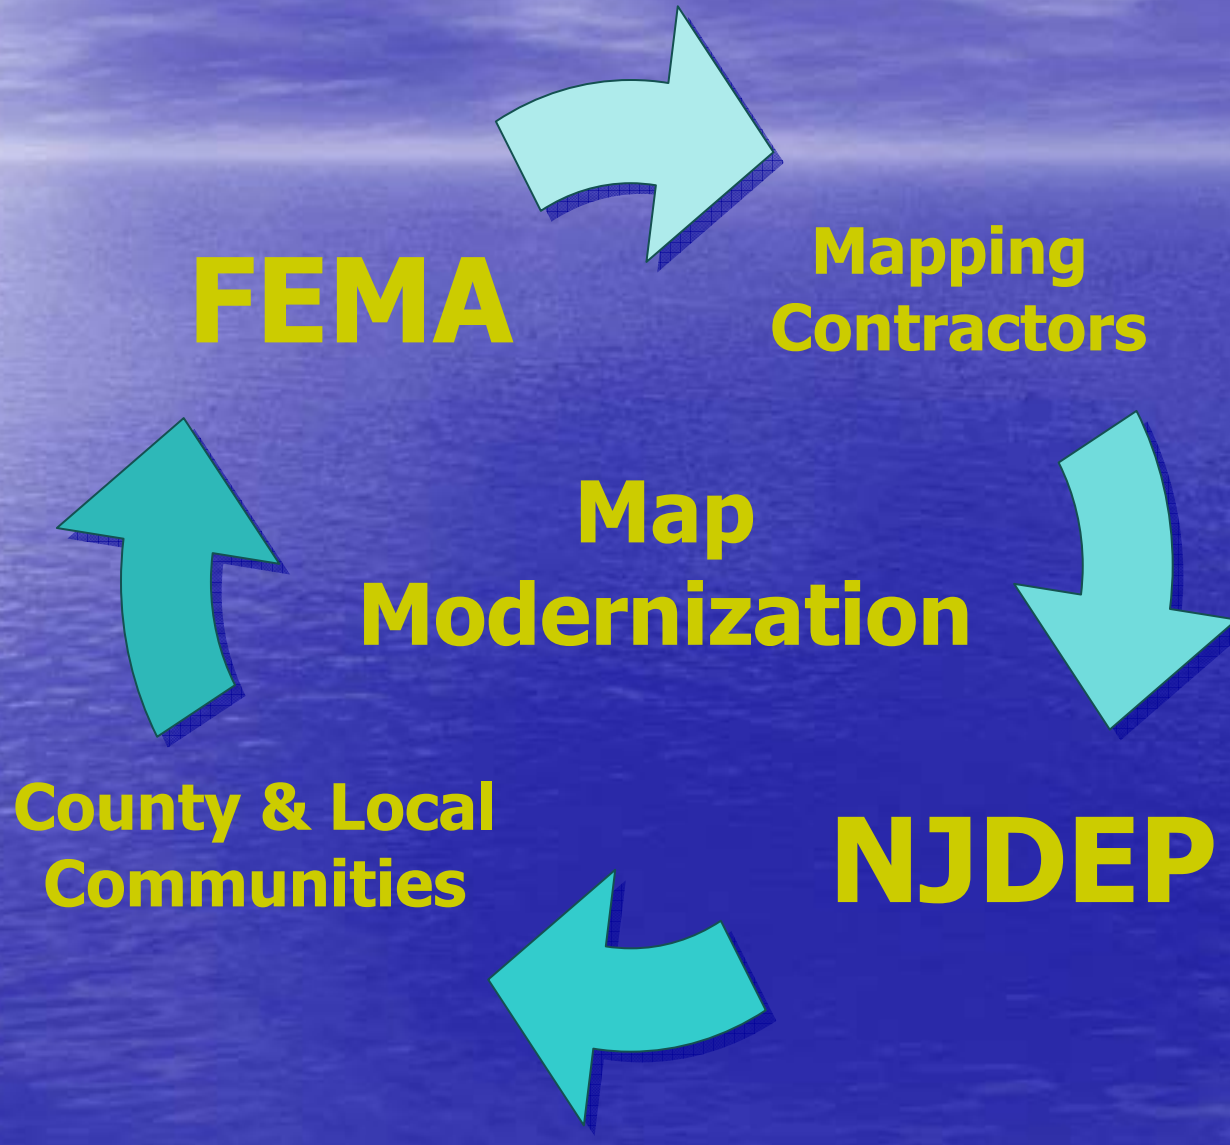 FEMA
Mapping
Contractors
Map
Modernization
County & Local
Communities
NJDEP